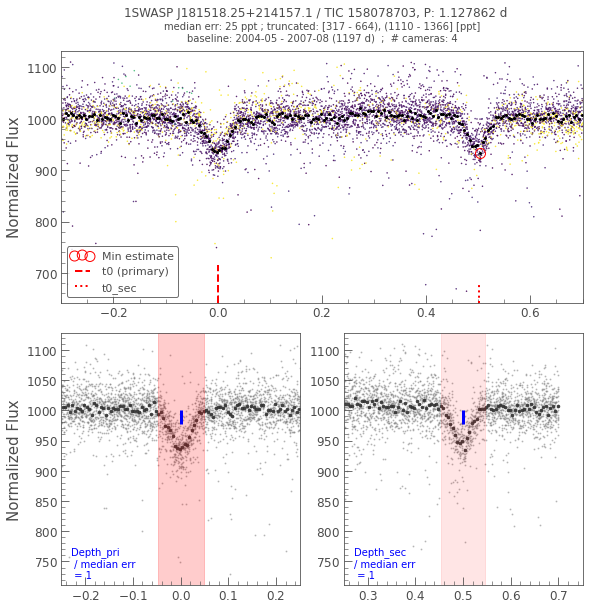 1SWASP J181518.25+214157.1 / TIC 158078703, P: 1.127862 d
median err: 25 ppt ; truncated: [317 - 664), (1110 - 1366] [ppt]
baseline: 2004-05 - 2007-08 (1197 d)  ;  # cameras: 4
Normalized Flux
1100
1000
900
800
700
Min estimate
t0 (primary)
t0_sec
−0.2 0.0 0.2 0.4 0.6
Normalized Flux
1100
1050
1000
950
900
850
800
750
Depth_pri
/ median err
= 1
−0.2 −0.1 0.0 0.1 0.2
1100
1050
1000
950
900
850
800
750
Depth_sec
/ median err
= 1
0.3 0.4 0.5 0.6 0.7